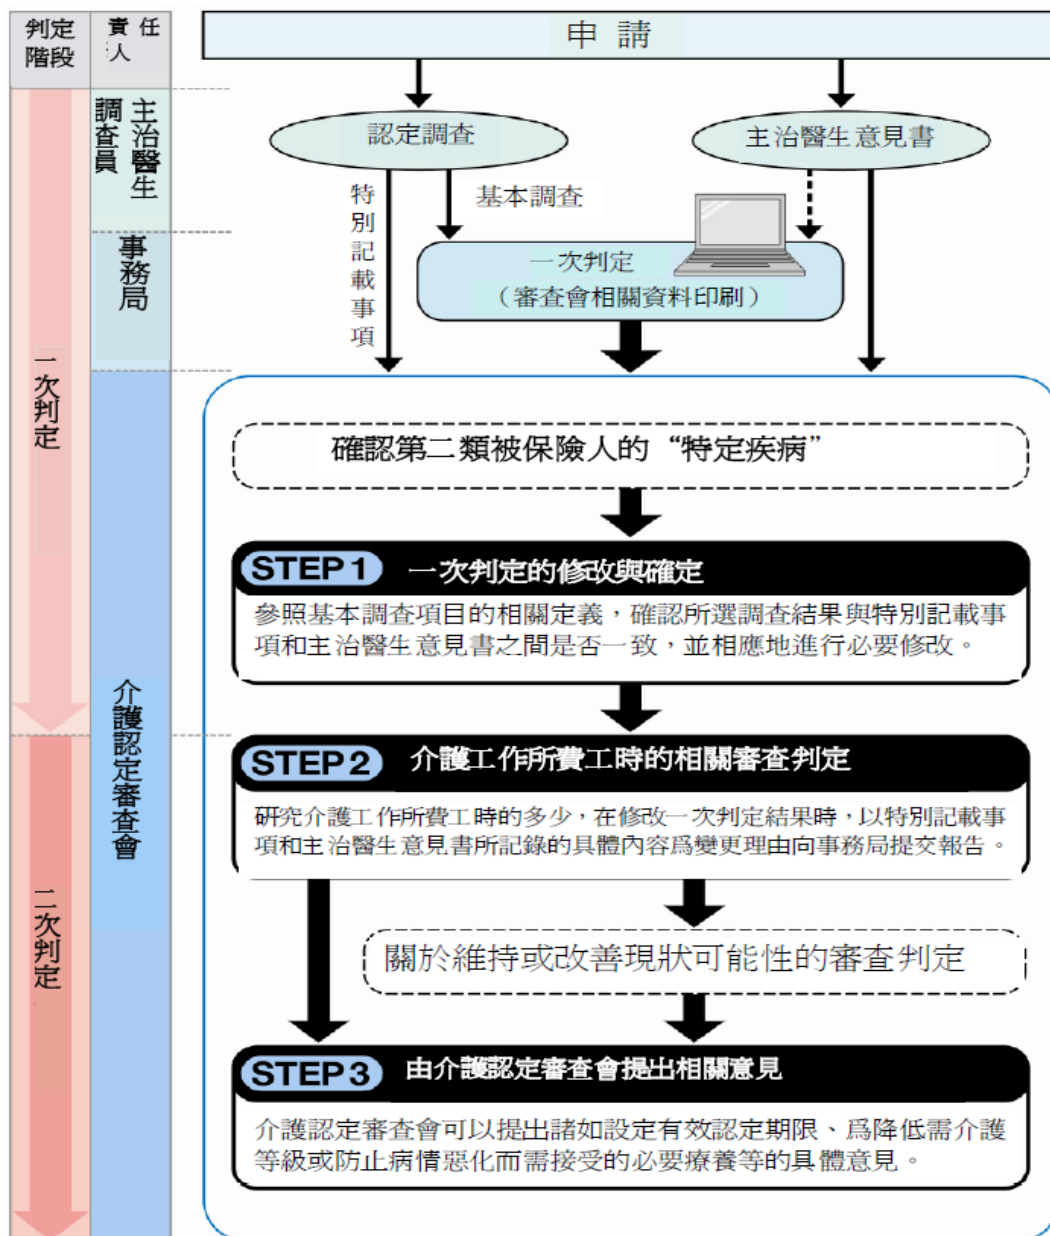 判定
階段
責 任
人
申 請
主治醫生
調查員
認定調查
主治醫生意見書
特別記載事項
基本調查
事務局
一次判定
（審查會相關資料印刷）
一次判定
確認第二類被保險人的“特定疾病”
STEP 1 一次判定的修改與確定
參照基本調查項目的相關定義，確認所選調查結果與特別記載事
項和主治醫生意見書之間是否一致，並相應地進行必要修改。
介護認定審查會
STEP 2 介護工作所費工時的相關審查判定
研究介護工作所費工時的多少，在修改一次判定結果時，以特別記載事
項和主治醫生意見書所記錄的具體內容爲變更理由向事務局提交報告。
二次判定
關於維持或改善現狀可能性的審查判定
STEP 3 由介護認定審查會提出相關意見
介護認定審查會可以提出諸如設定有效認定期限、爲降低需介護
等級或防止病情惡化而需接受的必要療養等的具體意見。